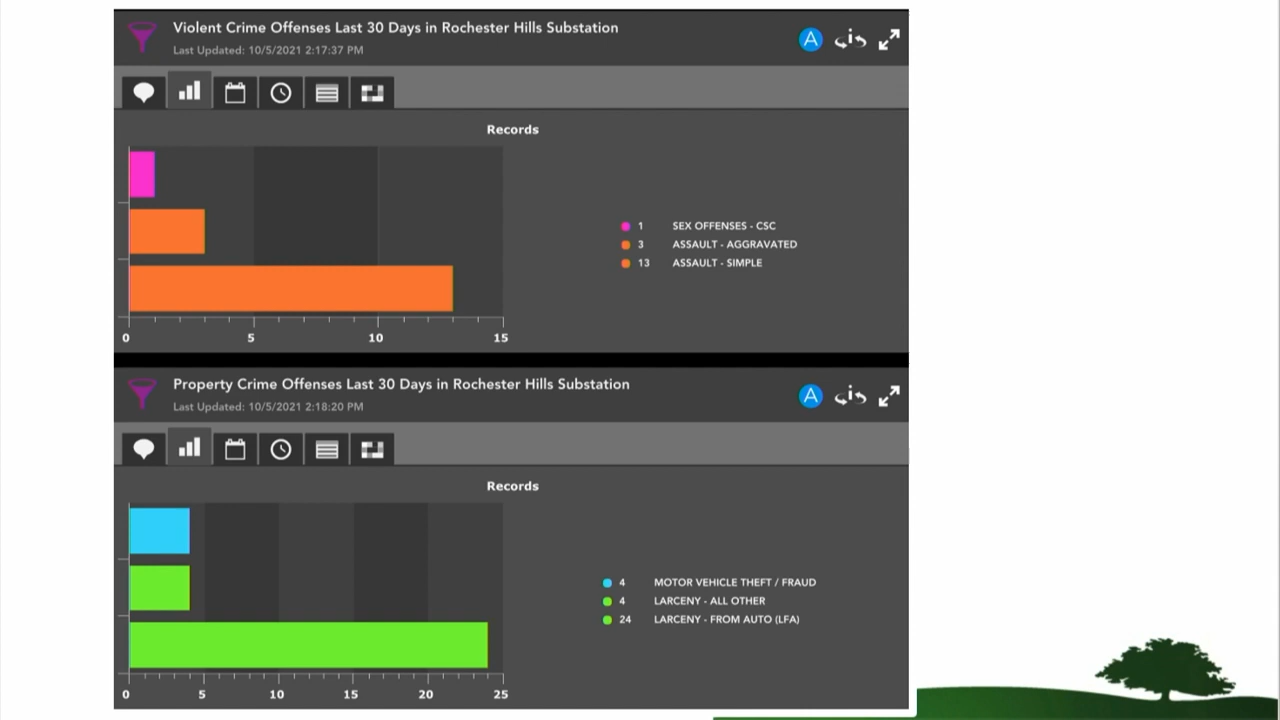 Violent Crime Offenses Last 30 Days in Rochester Hills Substation
Last Updated: 10/5/2021 2:17:37 PM
A
i
Records
1 SEX OFFENSES - CSC
3 ASSAULT - AGGRAVATED
13 ASSAULT - SIMPLE
0 5 10 15
Property Crime Offenses Last 30 Days in Rochester Hills Substation
Last Updated: 10/5/2021 2:18:20 PM
A
i
Records
4 MOTOR VEHICLE THEFT / FRAUD
4 LARCENY - ALL OTHER
24 LARCENY - FROM AUTO (LFA)
0 5 10 15 20 25